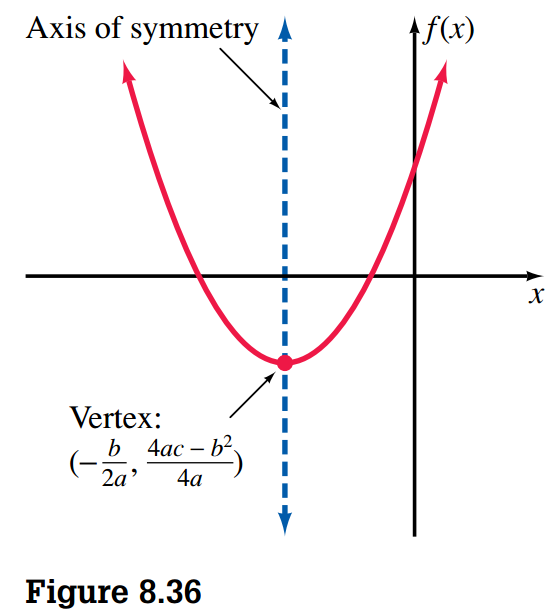 Axis of symmetry
f(x)
x
Vertex:
(−b/2a, 4ac − b²/4a)
Figure 8.36